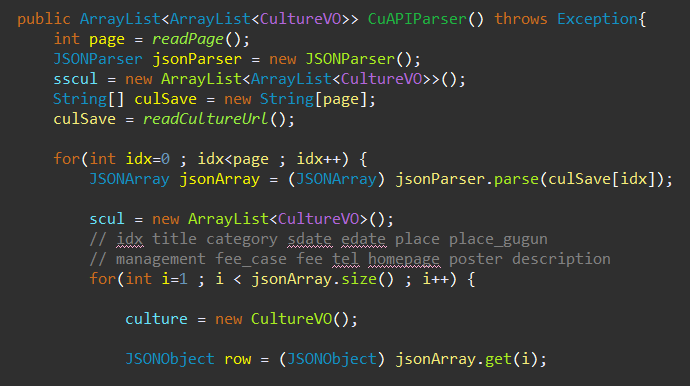 public ArrayList<ArrayList<CultureVO>> CuAPIParser() throws Exception{
    int page = readPage();
    JSONParser jsonParser = new JSONParser();
    sscul = new ArrayList<ArrayList<CultureVO>>();
    String[] culSave = new String[page];
    culSave = readCultureUrl();

    for(int idx=0 ; idx<page ; idx++) {
        JSONArray jsonArray = (JSONArray) jsonParser.parse(culSave[idx]);

        scul = new ArrayList<CultureVO>();
        // idx title category sdate edate place place_gugun
        // management fee_case fee tel homepage poster description
        for(int i=1 ; i < jsonArray.size() ; i++) {

            culture = new CultureVO();

            JSONObject row = (JSONObject) jsonArray.get(i);